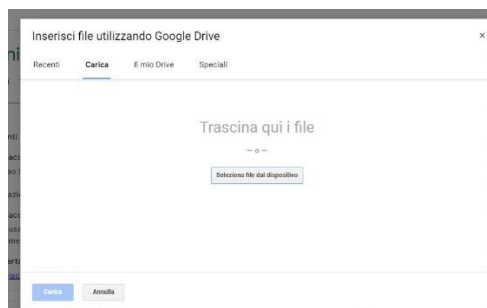 Inserisci file utilizzando Google Drive
×
Recenti Carica Il mio Drive Speciali
Trascina qui i file
— o —
Seleziona file dal dispositivo
Carica Annulla